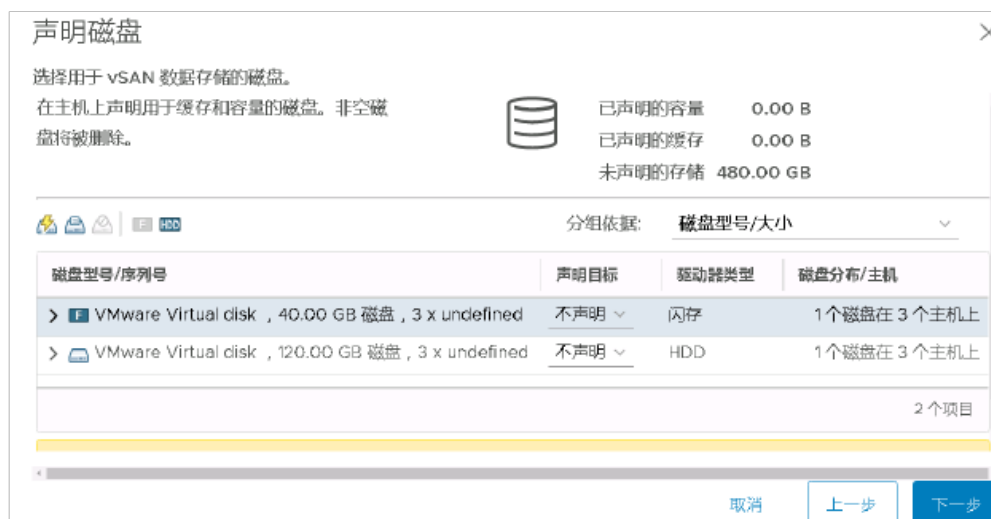 声明磁盘
选择用于 vSAN 数据存储的磁盘。
在主机上声明用于缓存和容量的磁盘。非空磁
盘将被删除。
已声明的容量 0.00 B
已声明的缓存 0.00 B
未声明的存储 480.00 GB
F HDD 分组依据: 磁盘型号/大小
磁盘型号/序列号 声明目标 驱动器类型 磁盘分布/主机
F VMware Virtual disk , 40.00 GB 磁盘 , 3 x undefined 不声明 闪存 1 个磁盘在 3 个主机上
VMware Virtual disk , 120.00 GB 磁盘 , 3 x undefined 不声明 HDD 1 个磁盘在 3 个主机上
2 个项目
取消 上一步 下一步